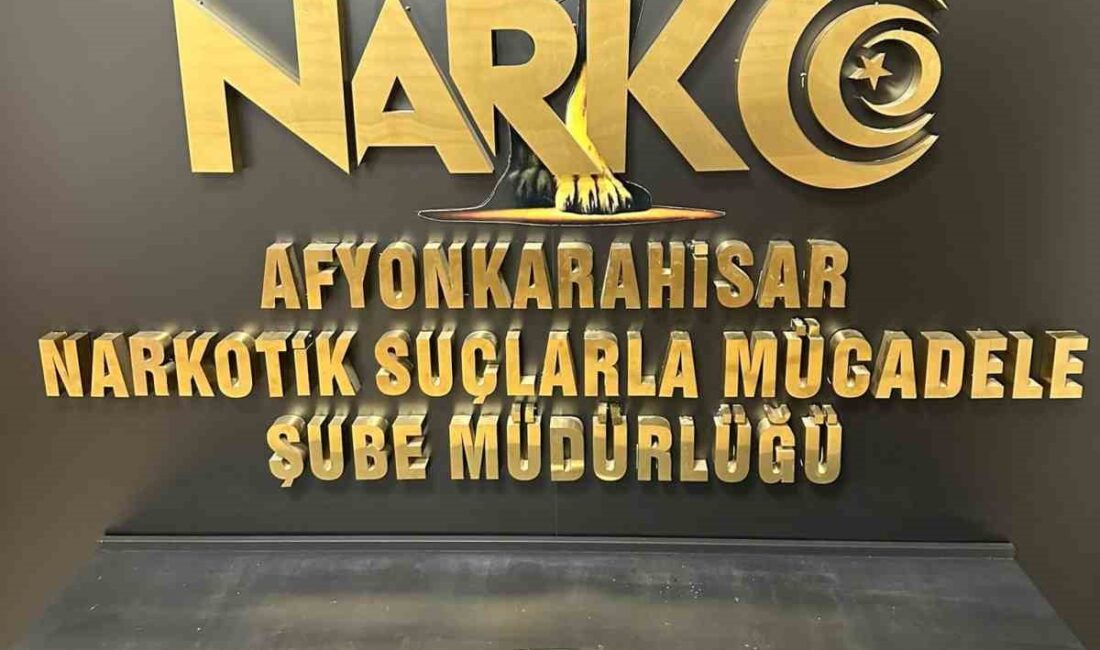 NARKO
AFYONKARAHİSAR
NARKOTİK SUÇLARLA MÜCADELE
ŞUBE MÜDÜRLÜĞÜ